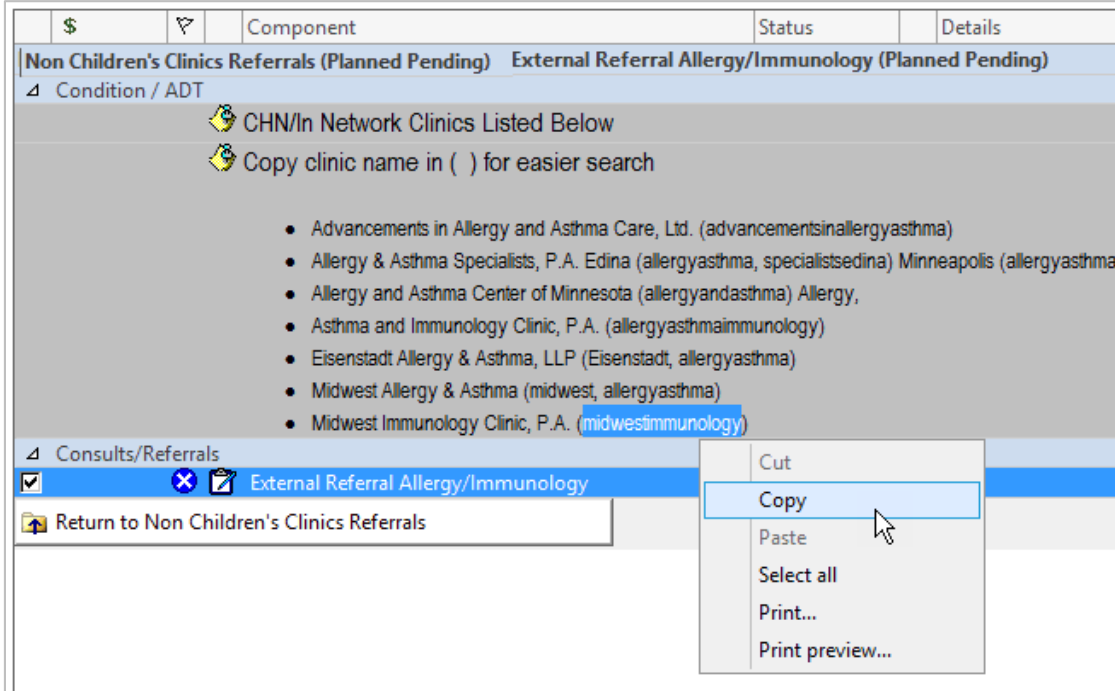 $ Component Status Details
Non Children's Clinics Referrals (Planned Pending) External Referral Allergy/Immunology (Planned Pending)
Condition / ADT
CHN/In Network Clinics Listed Below
Copy clinic name in ( ) for easier search
• Advancements in Allergy and Asthma Care, Ltd. (advancementsinallergyasthma)
• Allergy & Asthma Specialists, P.A. Edina (allergyasthma, specialistsedina) Minneapolis (allergyasthma
• Allergy and Asthma Center of Minnesota (allergyandasthma) Allergy,
• Asthma and Immunology Clinic, P.A. (allergyasthmaimmunology)
• Eisenstadt Allergy & Asthma, LLP (Eisenstadt, allergyasthma)
• Midwest Allergy & Asthma (midwest, allergyasthma)
• Midwest Immunology Clinic, P.A. (midwestimmunology)
Consults/Referrals
External Referral Allergy/Immunology
Return to Non Children's Clinics Referrals
Cut
Copy
Paste
Select all
Print...
Print preview...